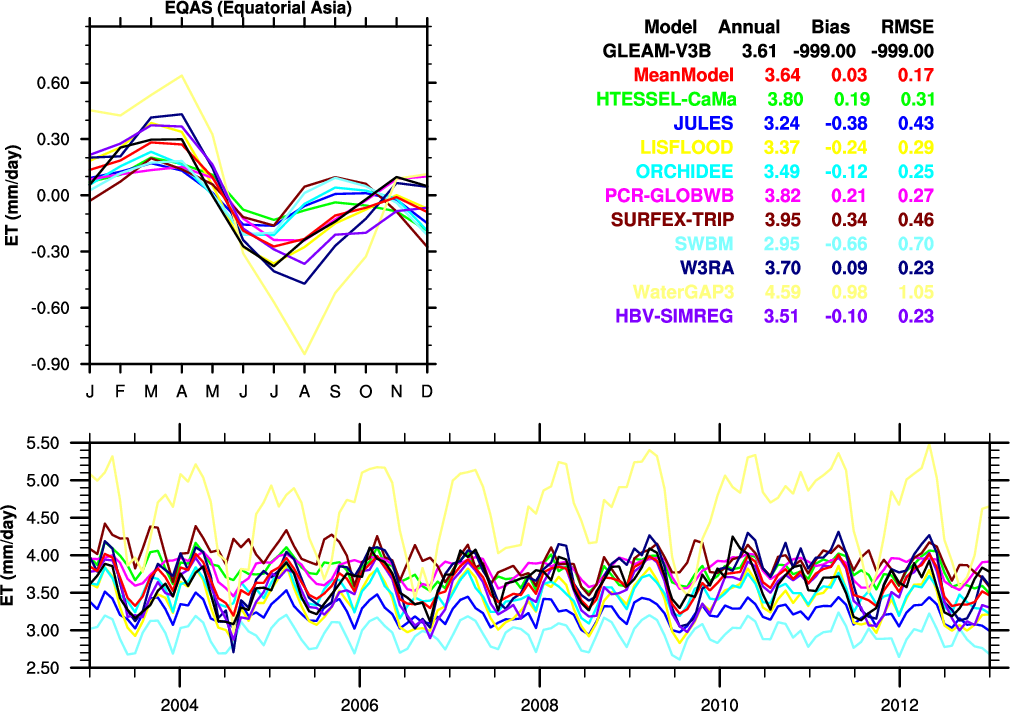 EQAS (Equatorial Asia)
ET (mm/day)
0.60
0.30
0.00
-0.30
-0.60
-0.90
J F M A M J J A S O N D
Model Annual Bias RMSE
GLEAM-V3B 3.61 -999.00 -999.00
MeanModel 3.64 0.03 0.17
HTESSEL-CaMa 3.80 0.19 0.31
JULES 3.24 -0.38 0.43
LISFLOOD 3.37 -0.24 0.29
ORCHIDEE 3.49 -0.12 0.25
PCR-GLOBWB 3.82 0.21 0.27
SURFEX-TRIP 3.95 0.34 0.46
SWBM 2.95 -0.66 0.70
W3RA 3.70 0.09 0.23
WaterGAP3 4.59 0.98 1.05
HBV-SIMREG 3.51 -0.10 0.23
ET (mm/day)
5.50
5.00
4.50
4.00
3.50
3.00
2.50
2004 2006 2008 2010 2012